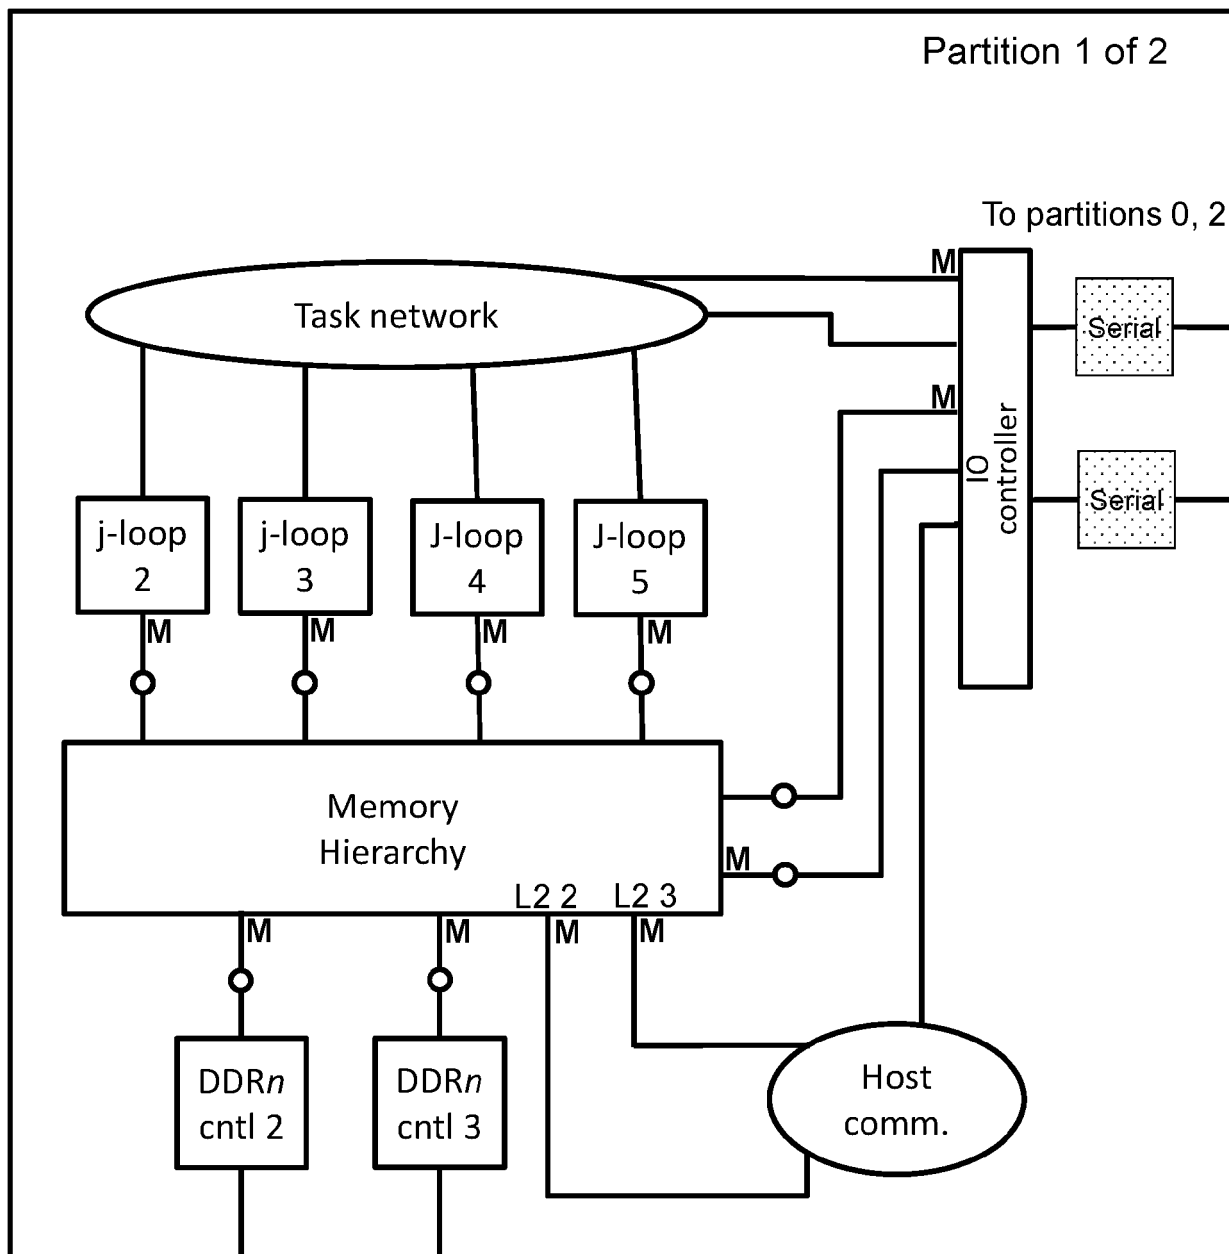 Partition 1 of 2
To partitions 0, 2
M
Task network
Serial
M
IO
controller
Serial
j-loop
2
j-loop
3
J-loop
4
J-loop
5
M
M
M
M
Memory
Hierarchy
M
L2 2
L2 3
M
M
M
M
DDRn
cntl 2
DDRn
cntl 3
Host
comm.